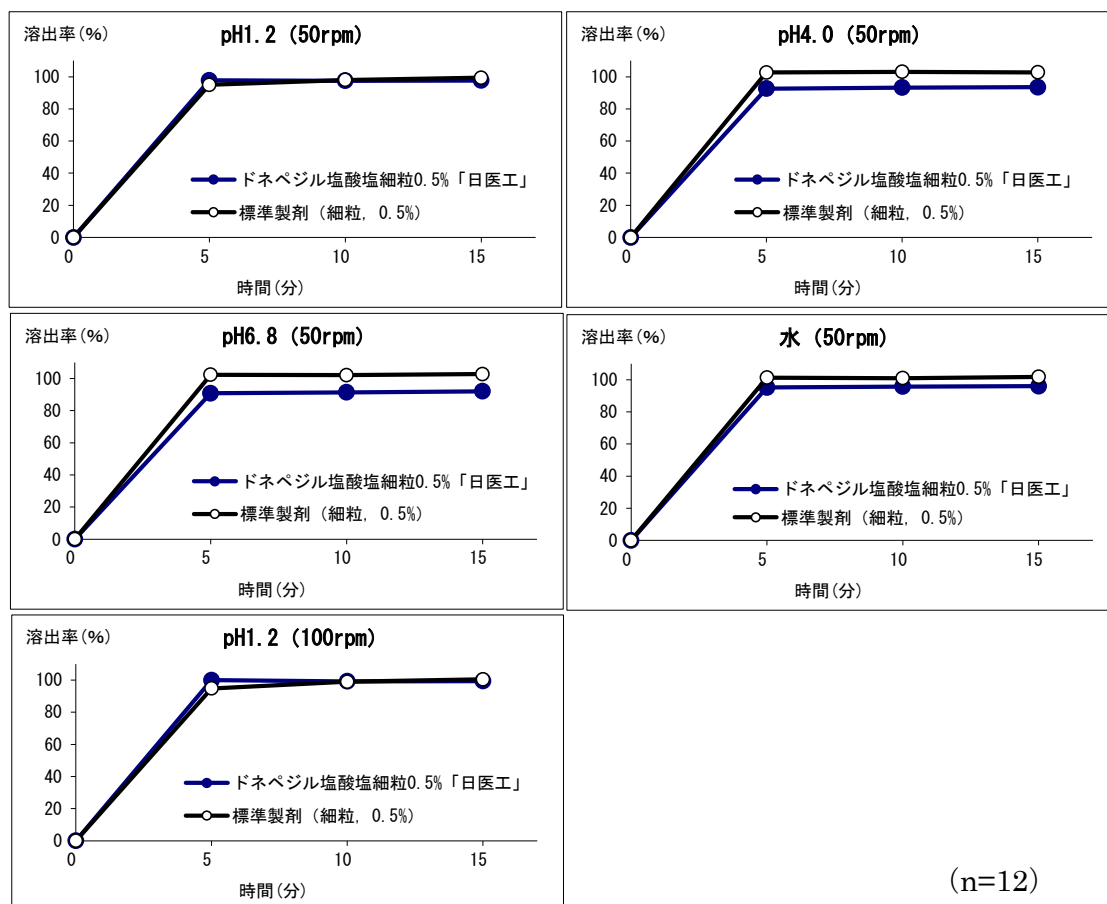 溶出率(%)
pH1.2 (50rpm)
100
80
60
40
20
0
ドネペジル塩酸塩細粒0.5%「日医工」
標準製剤（細粒, 0.5%）
0 5 10 15
時間(分)
溶出率(%)
pH4.0 (50rpm)
100
80
60
40
20
0
ドネペジル塩酸塩細粒0.5%「日医工」
標準製剤（細粒, 0.5%）
0 5 10 15
時間(分)
溶出率(%)
pH6.8 (50rpm)
100
80
60
40
20
0
ドネペジル塩酸塩細粒0.5%「日医工」
標準製剤（細粒, 0.5%）
0 5 10 15
時間(分)
溶出率(%)
水 (50rpm)
100
80
60
40
20
0
ドネペジル塩酸塩細粒0.5%「日医工」
標準製剤（細粒, 0.5%）
0 5 10 15
時間(分)
溶出率(%)
pH1.2 (100rpm)
100
80
60
40
20
0
ドネペジル塩酸塩細粒0.5%「日医工」
標準製剤（細粒, 0.5%）
0 5 10 15
時間(分)
(n=12)